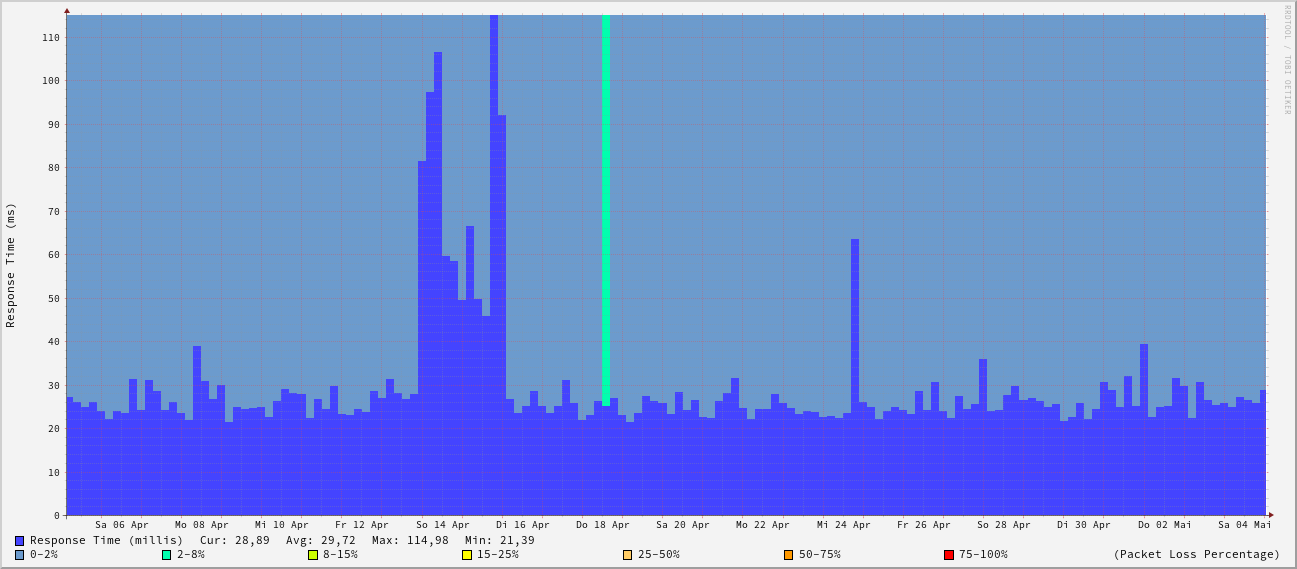 RRDTOOL / TOBI OETIKER
Response Time (ms)
110
100
90
80
70
60
50
40
30
20
10
0
Sa 06 Apr Mo 08 Apr Mi 10 Apr Fr 12 Apr So 14 Apr Di 16 Apr Do 18 Apr Sa 20 Apr Mo 22 Apr Mi 24 Apr Fr 26 Apr So 28 Apr Di 30 Apr Do 02 Mai Sa 04 Mai
Response Time (millis) Cur: 28,89 Avg: 29,72 Max: 114,98 Min: 21,39
0-2% 2-8% 8-15% 15-25% 25-50% 50-75% 75-100% (Packet Loss Percentage)